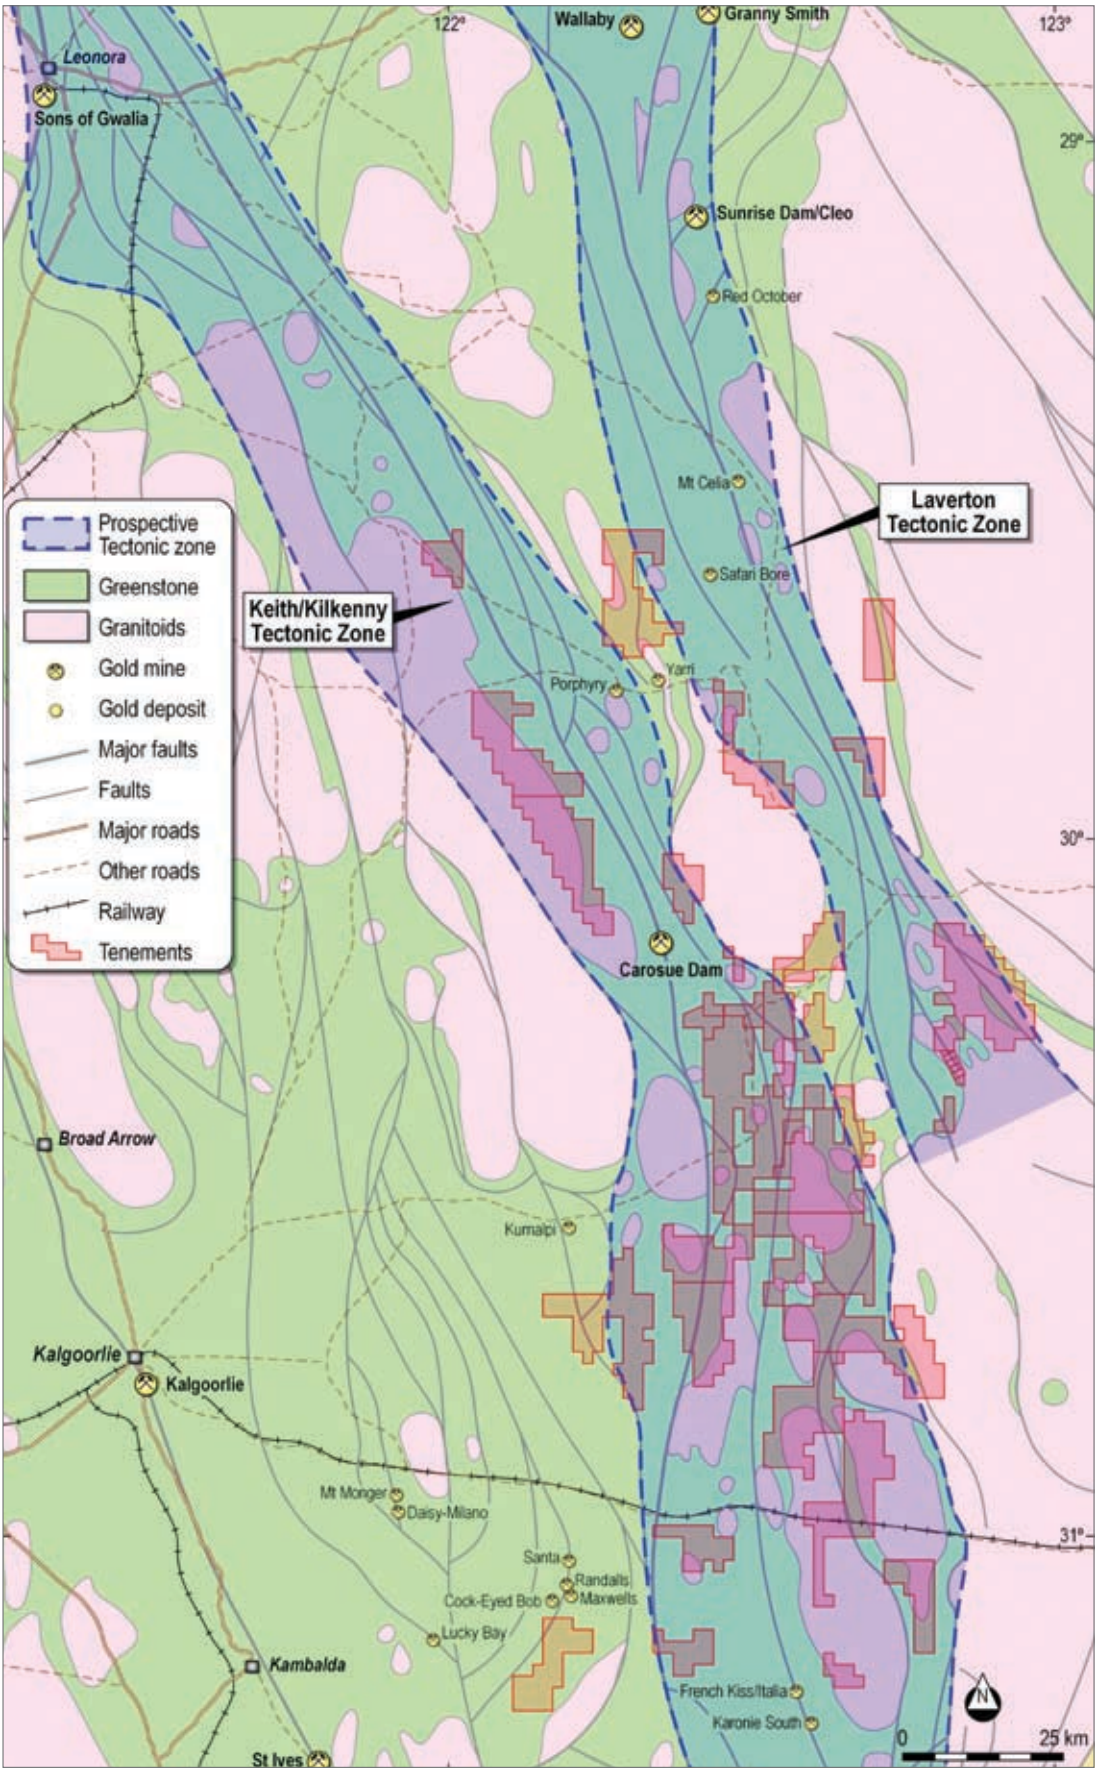 122°
123°
Wallaby
Granny Smith
Leonora
Sons of Gwalia
29°
Sunrise Dam/Cleo
Red October
Mt Celia
Laverton
Tectonic Zone
Prospective
Tectonic zone
Greenstone
Granitoids
Gold mine
Gold deposit
Major faults
Faults
Major roads
Other roads
Railway
Tenements
Safari Bore
Keith/Kilkenny
Tectonic Zone
Yarri
Porphyry
30°
Carosue Dam
Broad Arrow
Kurnalpi
Kalgoorlie
Kalgoorlie
Mt Monger
Daisy-Milano
31°
Santa
Randalls
Cock-Eyed Bob
Maxwells
Lucky Bay
Kambalda
French Kiss/Italia
Karonie South
N
0 25 km
St Ives